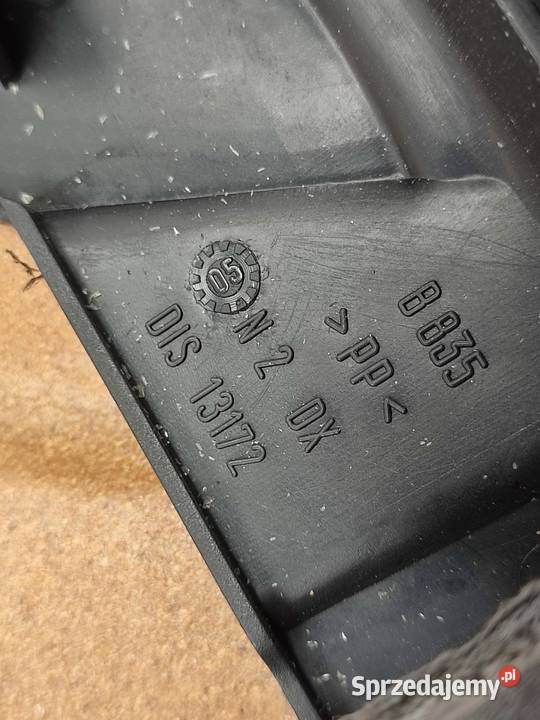 8 835
>PP<
N 2 DX
DIS 13172
05
Sprzedajemy.pl